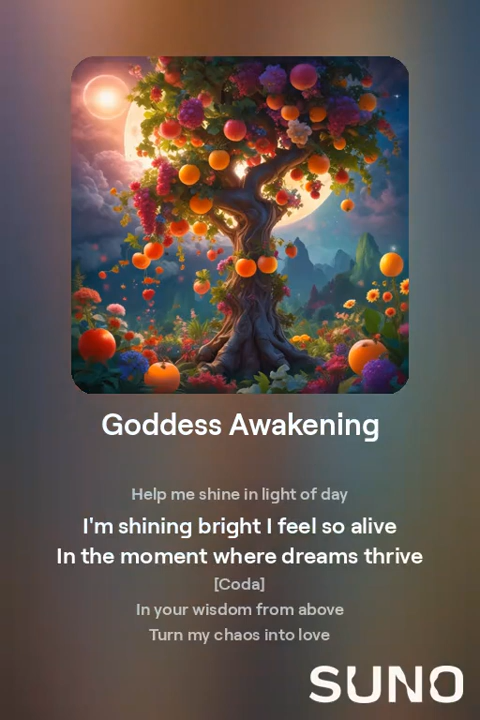 Goddess Awakening
Help me shine in light of day
I'm shining bright I feel so alive
In the moment where dreams thrive
[Coda]
In your wisdom from above
Turn my chaos into love
SUNO